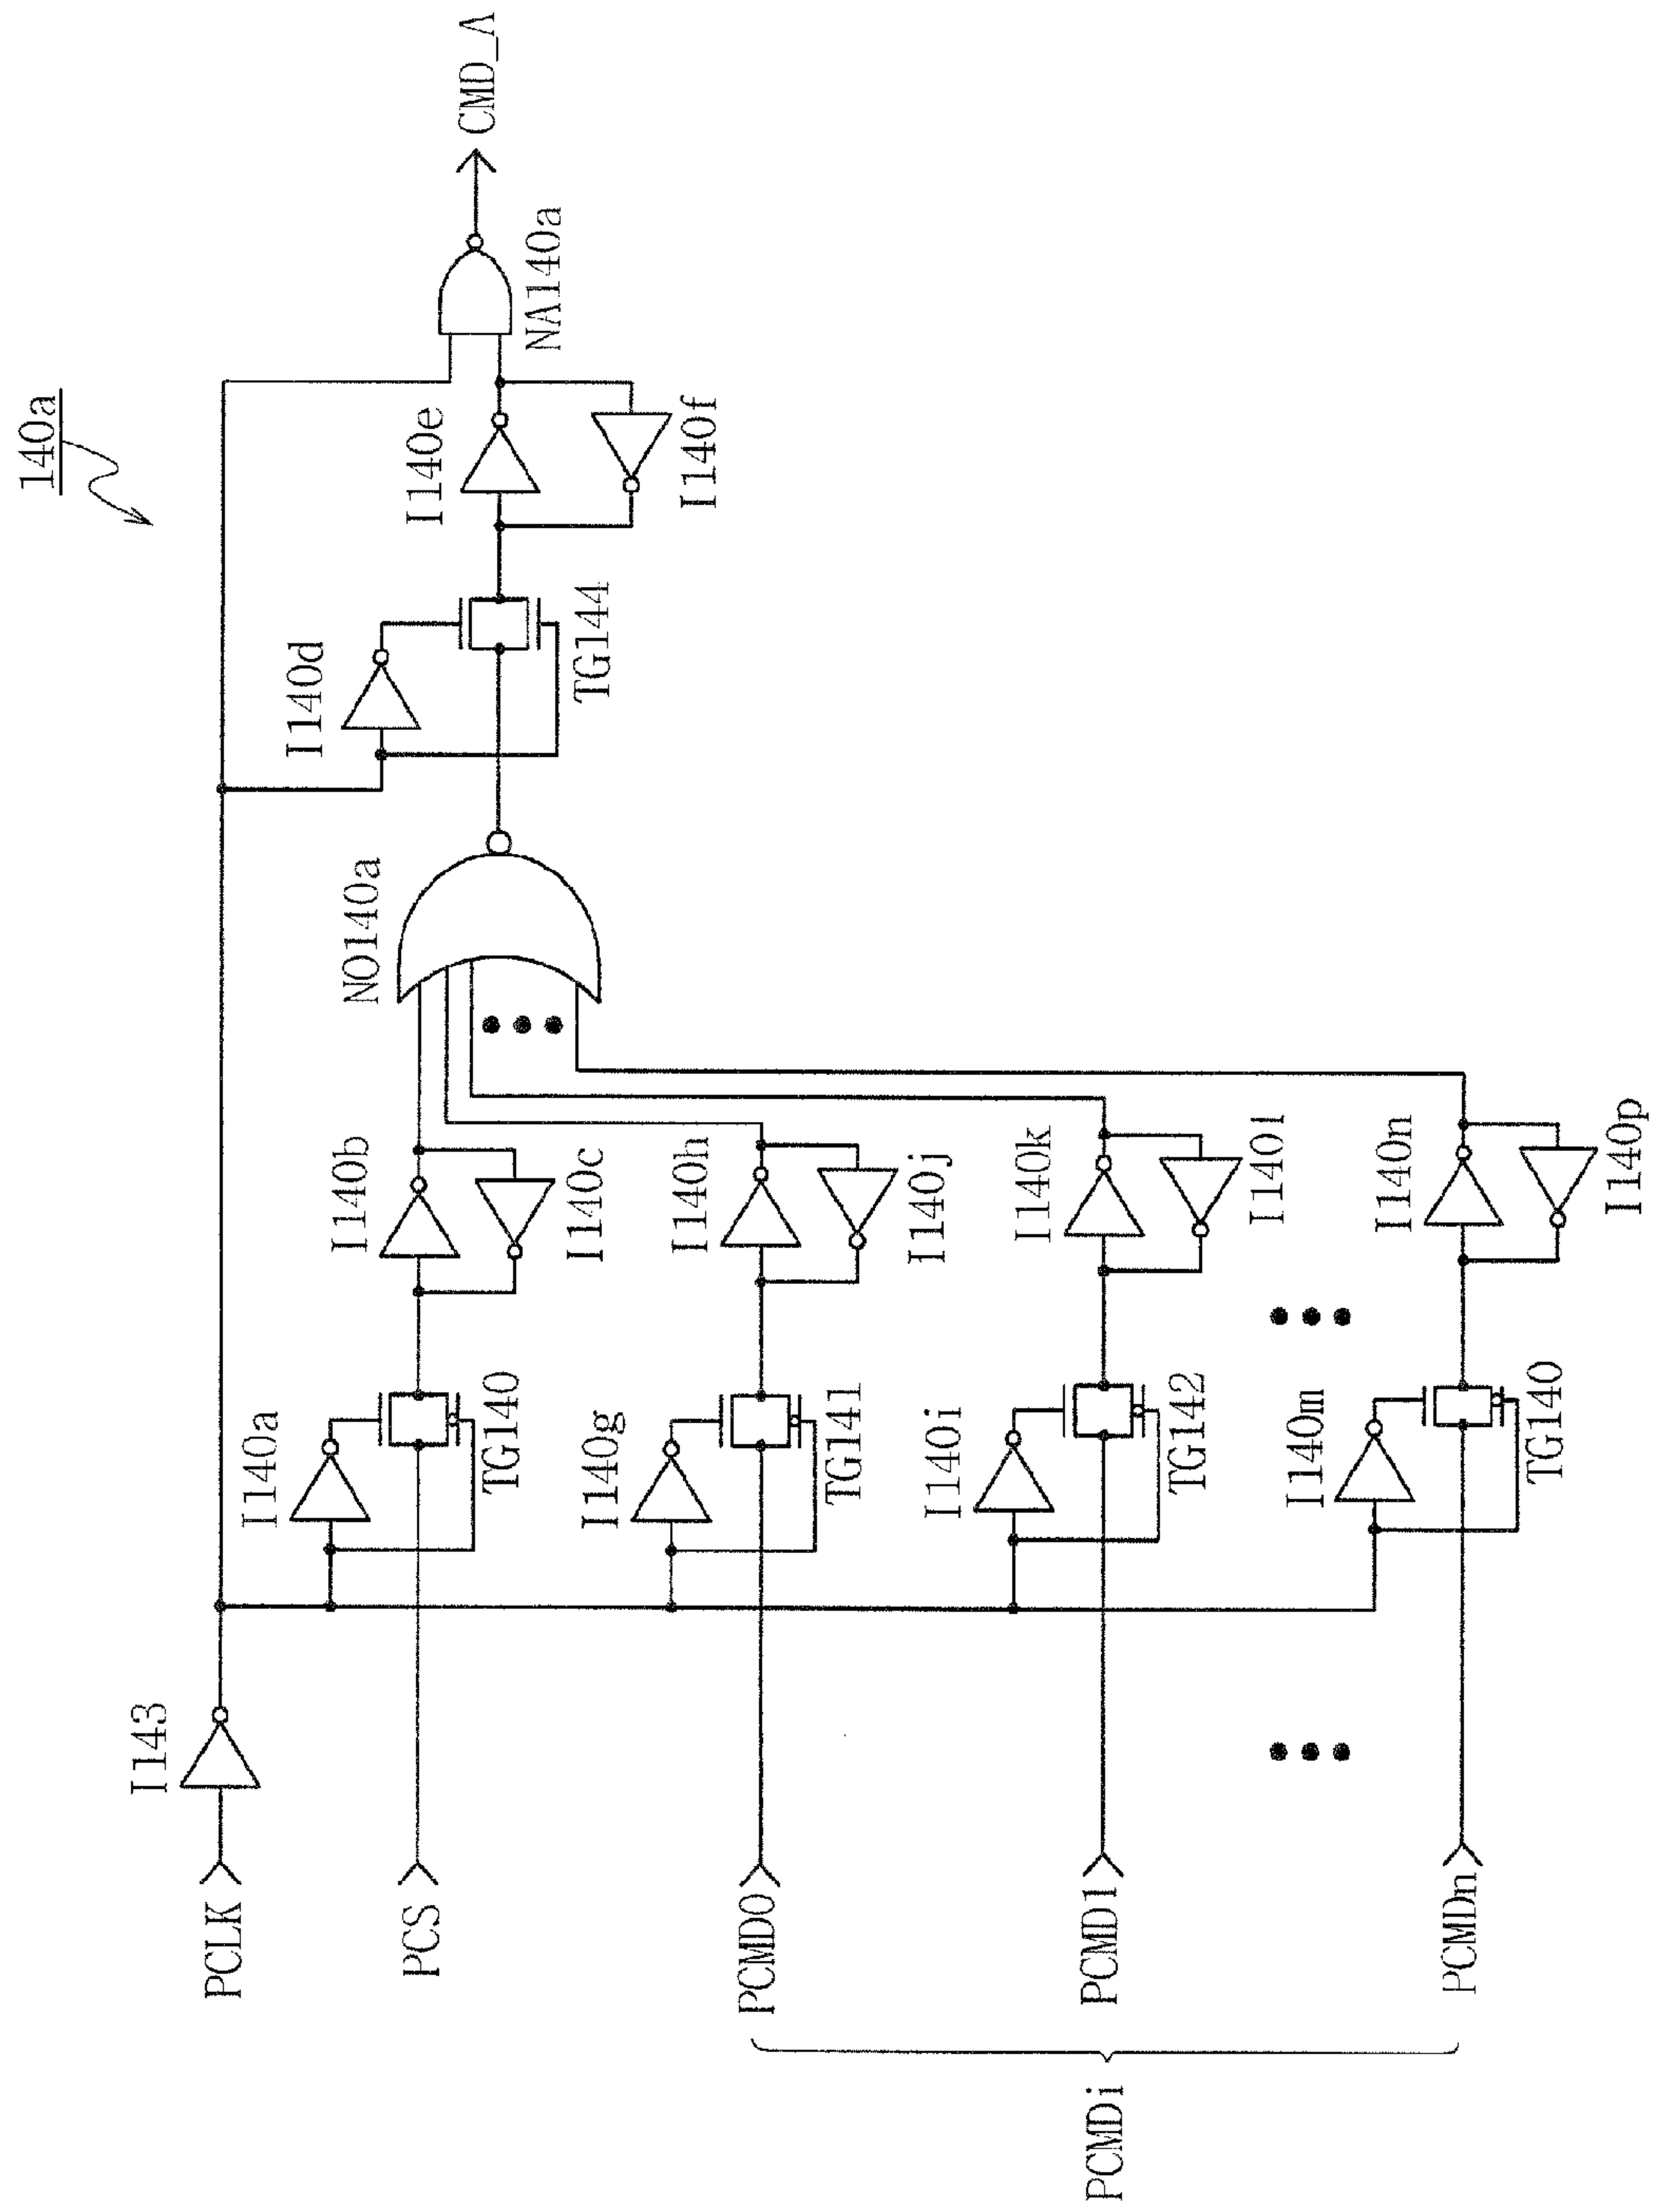 140a
I143
PCLK
I140a
TG140
I140b
I140c
PCS
NO140a
I140d
TG144
I140e
I140f
NA140a
CMD_A
I140g
TG141
I140h
I140j
PCMD0
I140i
TG142
I140k
I140l
PCMD1
I140m
TG140
I140n
I140p
PCMDn
PCMDi